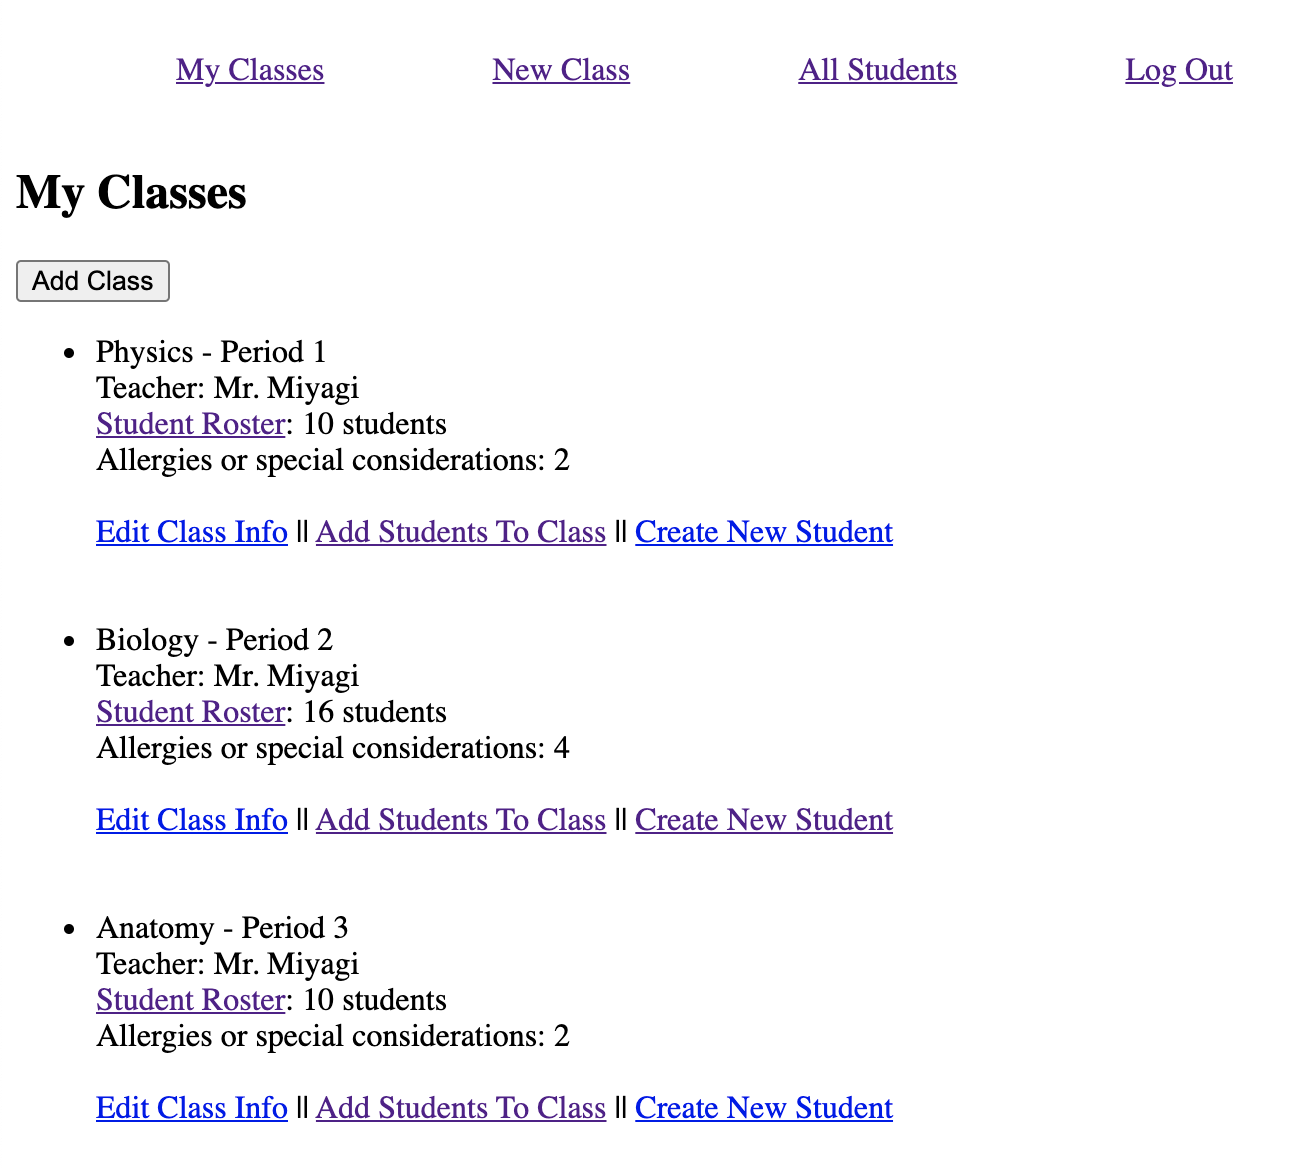 My Classes New Class All Students Log Out
My Classes
Add Class
Physics - Period 1
Teacher: Mr. Miyagi
Student Roster: 10 students
Allergies or special considerations: 2
Edit Class Info || Add Students To Class || Create New Student
Biology - Period 2
Teacher: Mr. Miyagi
Student Roster: 16 students
Allergies or special considerations: 4
Edit Class Info || Add Students To Class || Create New Student
Anatomy - Period 3
Teacher: Mr. Miyagi
Student Roster: 10 students
Allergies or special considerations: 2
Edit Class Info || Add Students To Class || Create New Student